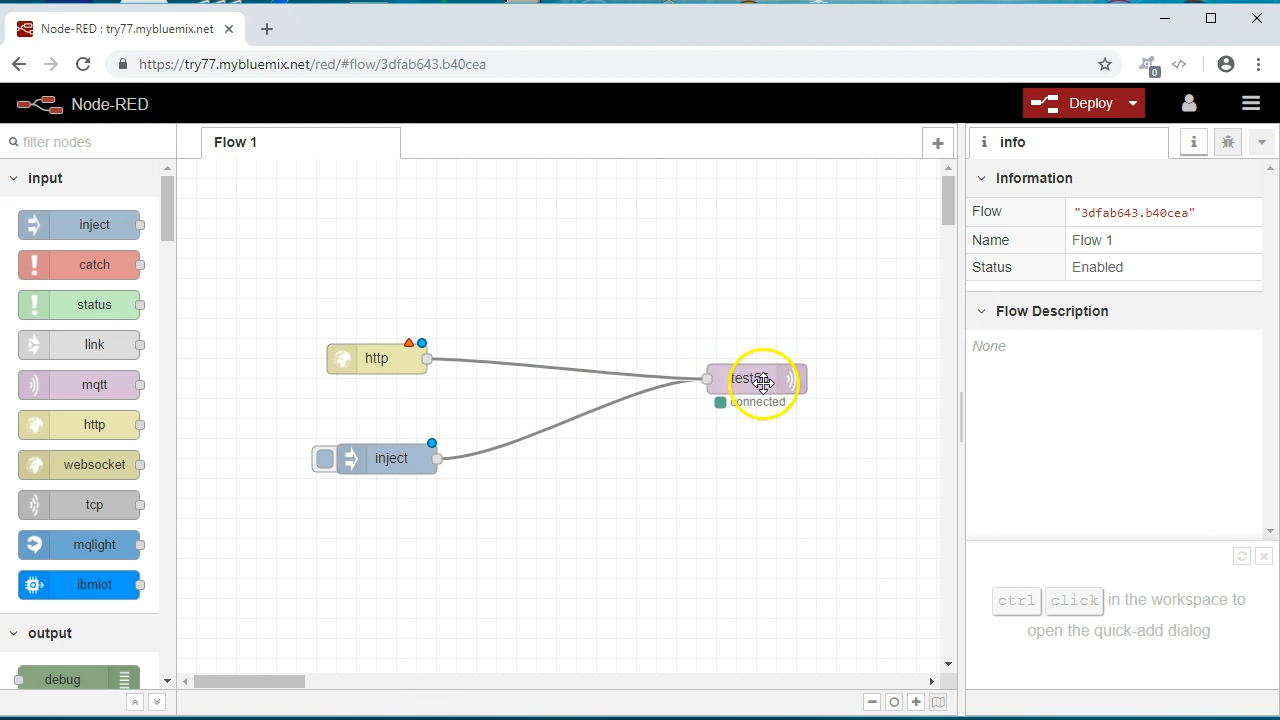 Node-RED : try77.mybluemix.net
https://try77.mybluemix.net/red/#flow/3dfab643.b40cea
0
Node-RED
Deploy
filter nodes
Flow 1
info
input
inject
catch
status
link
mqtt
http
websocket
tcp
mqlight
ibmiot
output
debug
http
inject
connected
Information
Flow
"3dfab643.b40cea"
Name
Flow 1
Status
Enabled
Flow Description
None
ctrl click in the workspace to
open the quick-add dialog